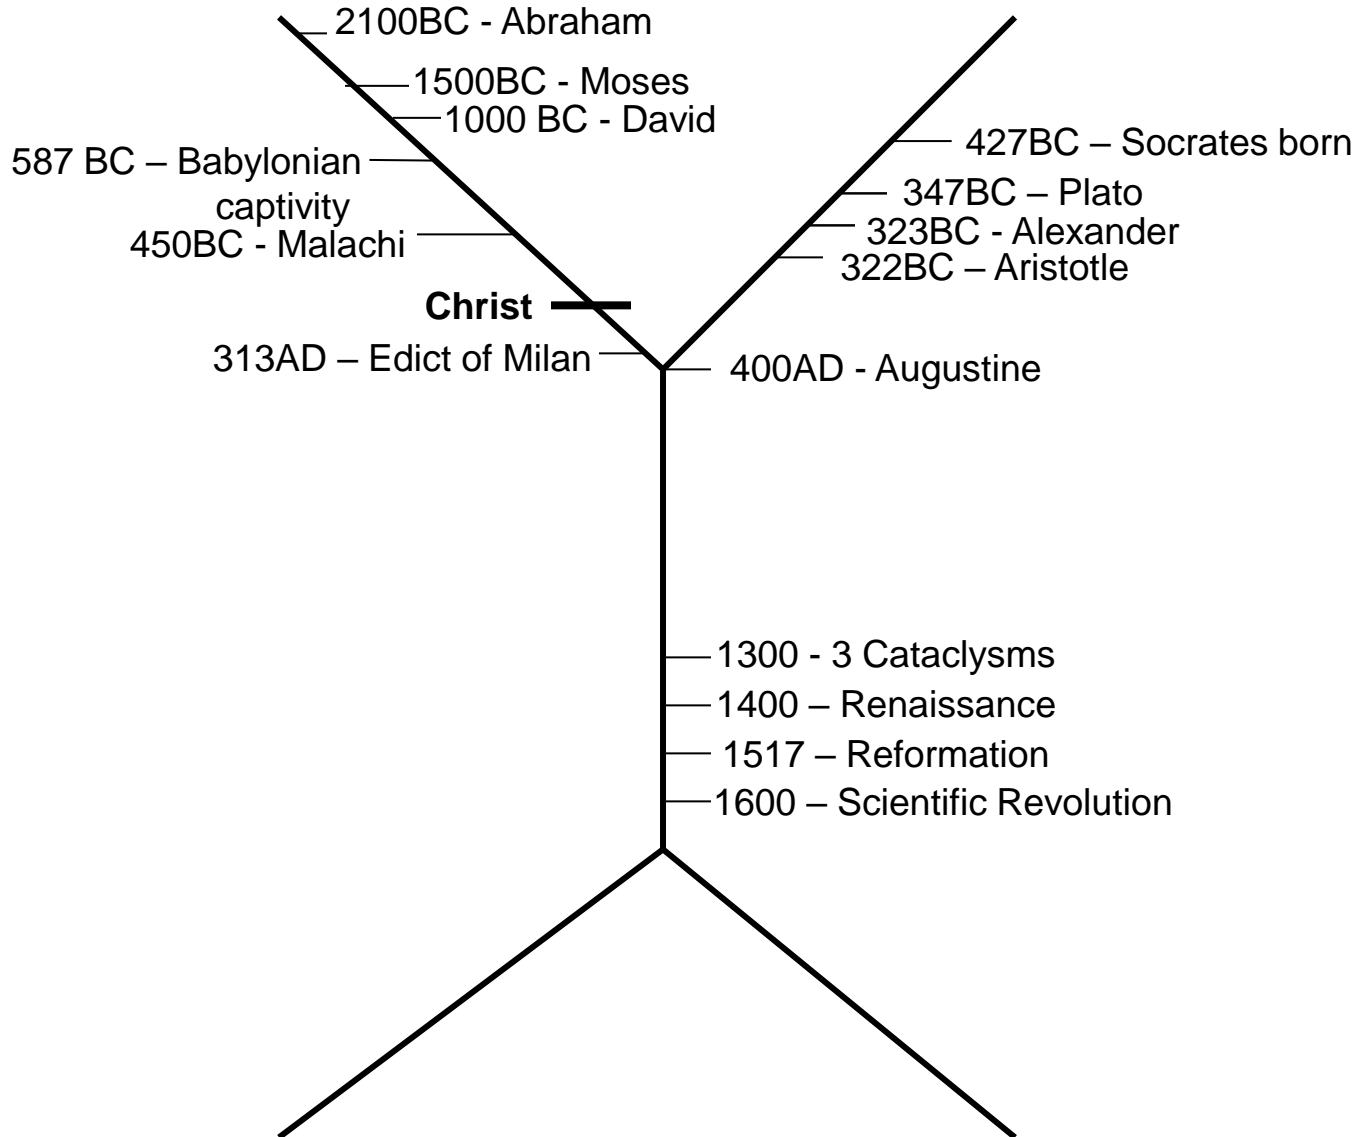 2100BC - Abraham
1500BC - Moses
1000 BC - David
587 BC – Babylonian
captivity
450BC - Malachi
Christ
313AD – Edict of Milan
427BC – Socrates born
347BC – Plato
323BC - Alexander
322BC – Aristotle
400AD - Augustine
1300 - 3 Cataclysms
1400 – Renaissance
1517 – Reformation
1600 – Scientific Revolution